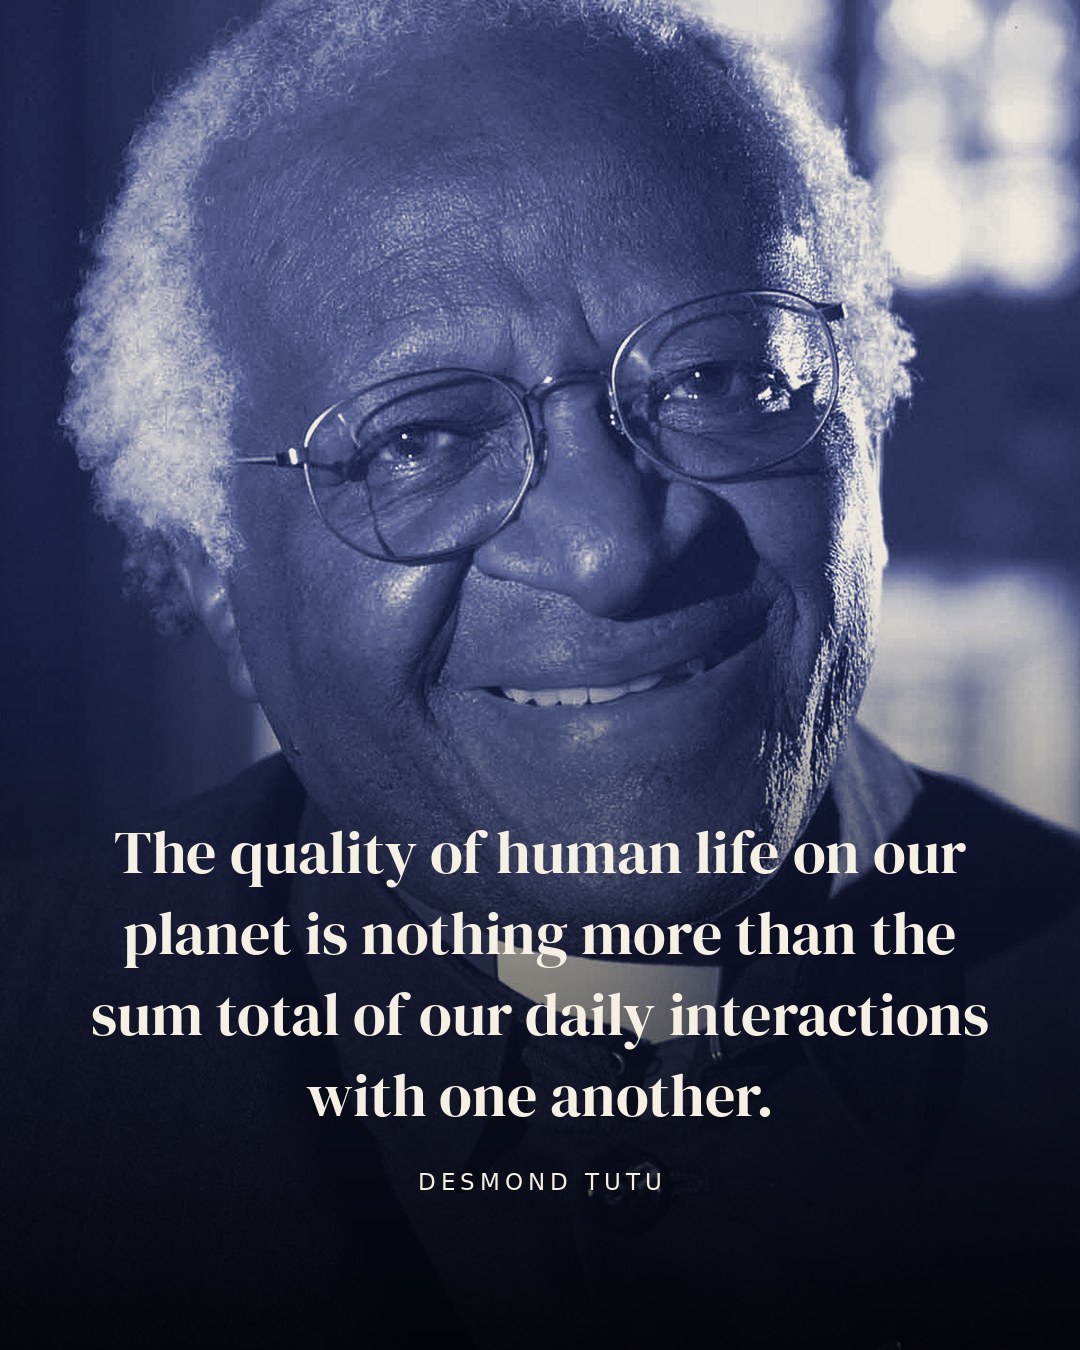 The quality of human life on our
planet is nothing more than the
sum total of our daily interactions
with one another.
DESMOND TUTU